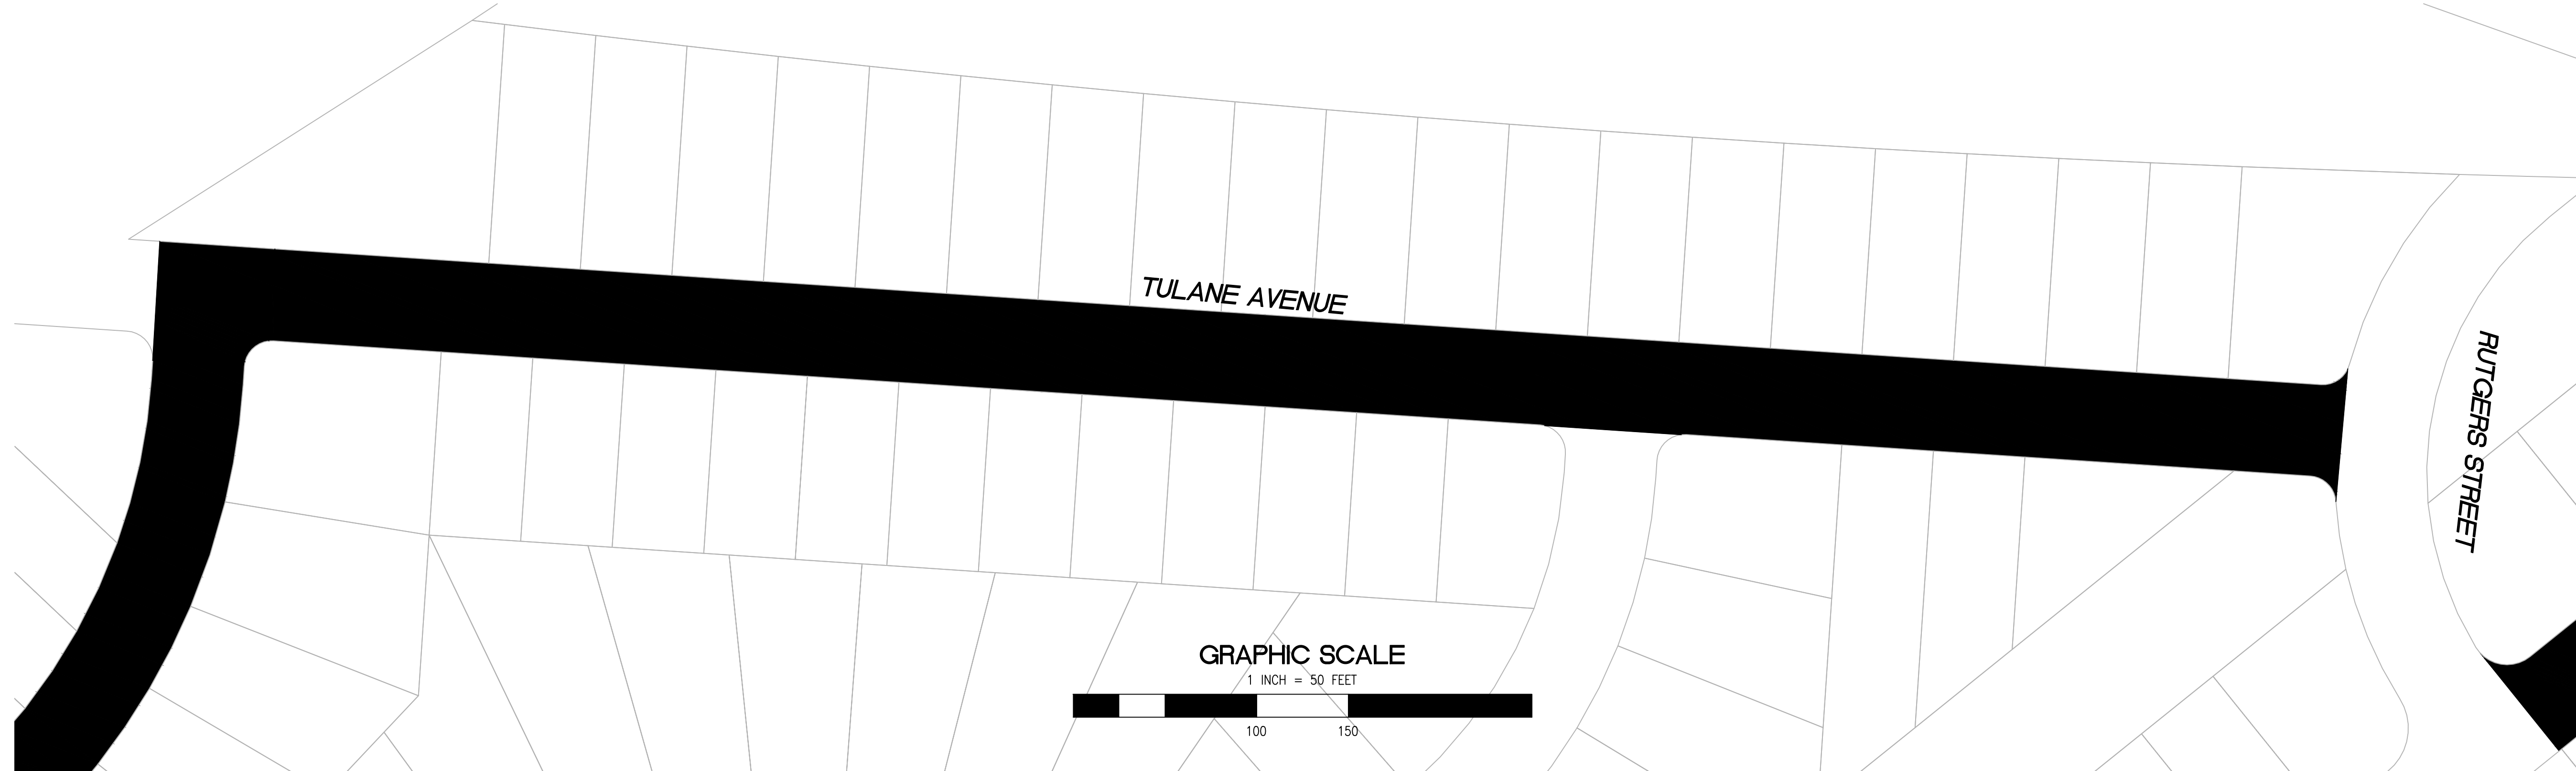 TULANE AVENUE
RUTGERS STREET
GRAPHIC SCALE
1 INCH = 50 FEET
100 150